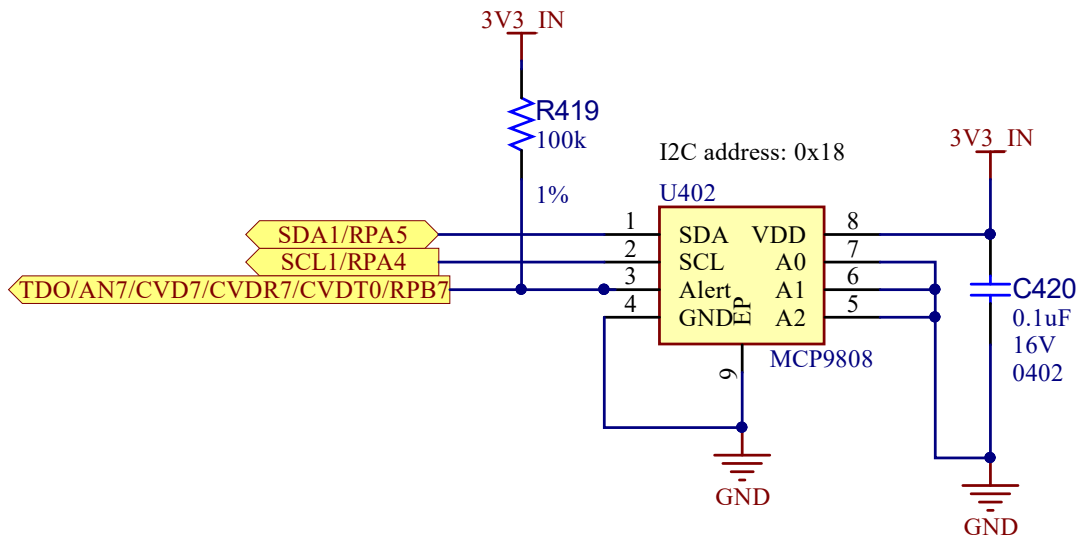 3V3_IN
R419
100k
1%
I2C address: 0x18
3V3_IN
U402
SDA1/RPA5
1
SDA
VDD
8
SCL1/RPA4
2
SCL
A0
7
TDO/AN7/CVD7/CVDR7/CVDT0/RPB7
3
Alert
A1
6
4
GND
EP
A2
5
C420
0.1uF
16V
0402
MCP9808
9
GND
GND